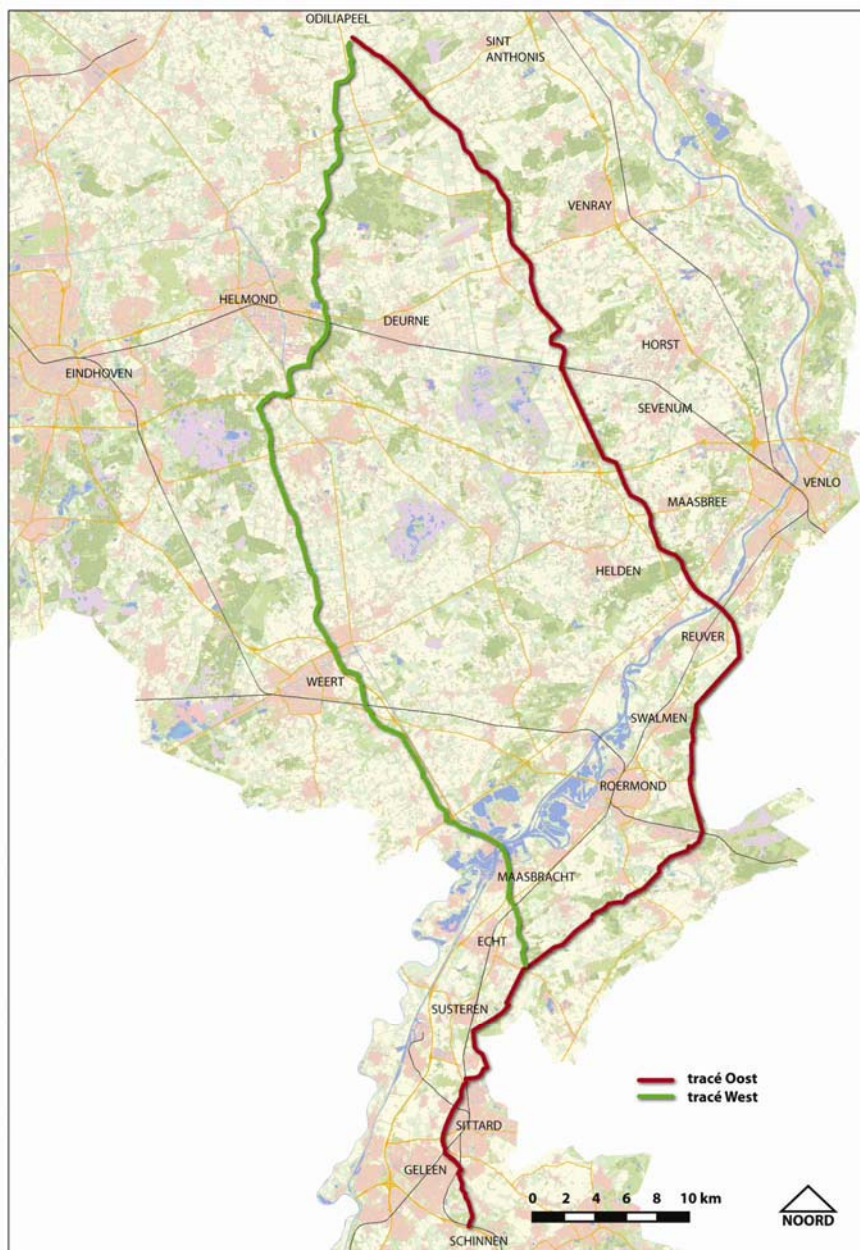 ODILIAPEEL
SINT
ANTHONIS
VENRAY
HELMOND
DEURNE
HORST
EINDHOVEN
SEVENUM
VENLO
MAASBREE
HELDEN
REUVER
WEERT
SWALMEN
ROERMOND
MAASBRACHT
ECHT
SUSTEREN
tracé Oost
tracé West
SITTARD
GELEEN
0 2 4 6 8 10 km
NOORD
SCHINNEN